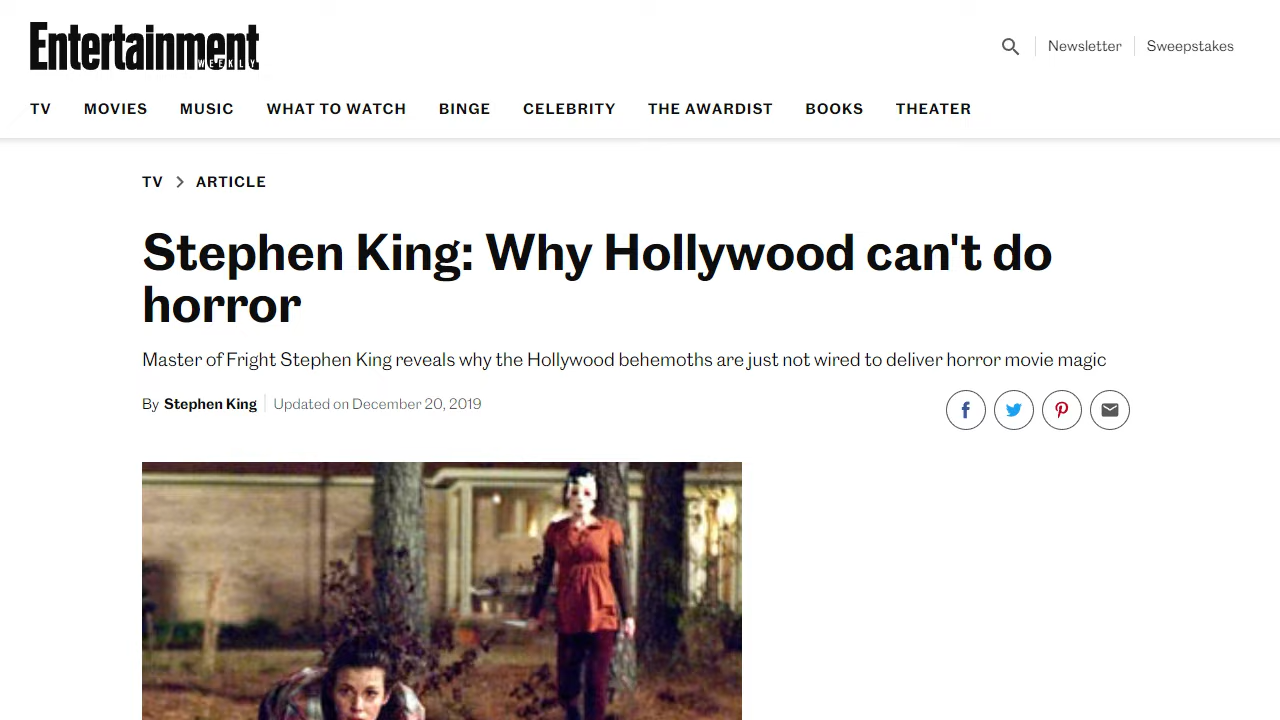 Entertainment
WEEKLY
Newsletter
Sweepstakes
TV MOVIES MUSIC WHAT TO WATCH BINGE CELEBRITY THE AWARDIST BOOKS THEATER
TV > ARTICLE
Stephen King: Why Hollywood can't do
horror
Master of Fright Stephen King reveals why the Hollywood behemoths are just not wired to deliver horror movie magic
By Stephen King Updated on December 20, 2019